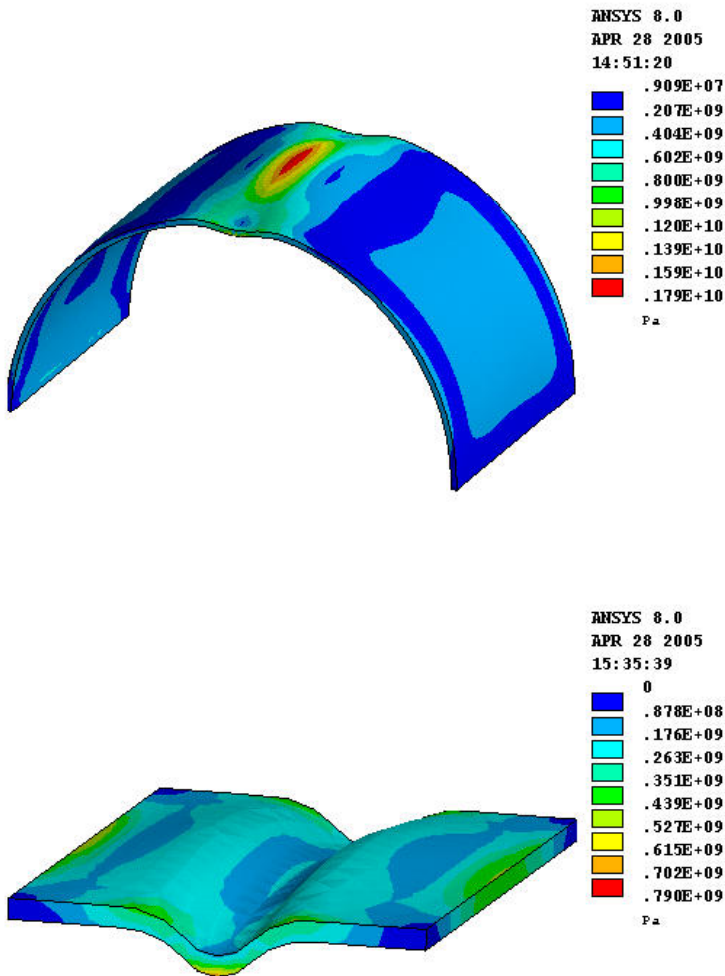 ANSYS 8.0
APR 28 2005
14:51:20
.909E+07
.207E+09
.404E+09
.602E+09
.800E+09
.998E+09
.120E+10
.139E+10
.159E+10
.179E+10
Pa
ANSYS 8.0
APR 28 2005
15:35:39
0
.878E+08
.176E+09
.263E+09
.351E+09
.439E+09
.527E+09
.615E+09
.702E+09
.790E+09
Pa